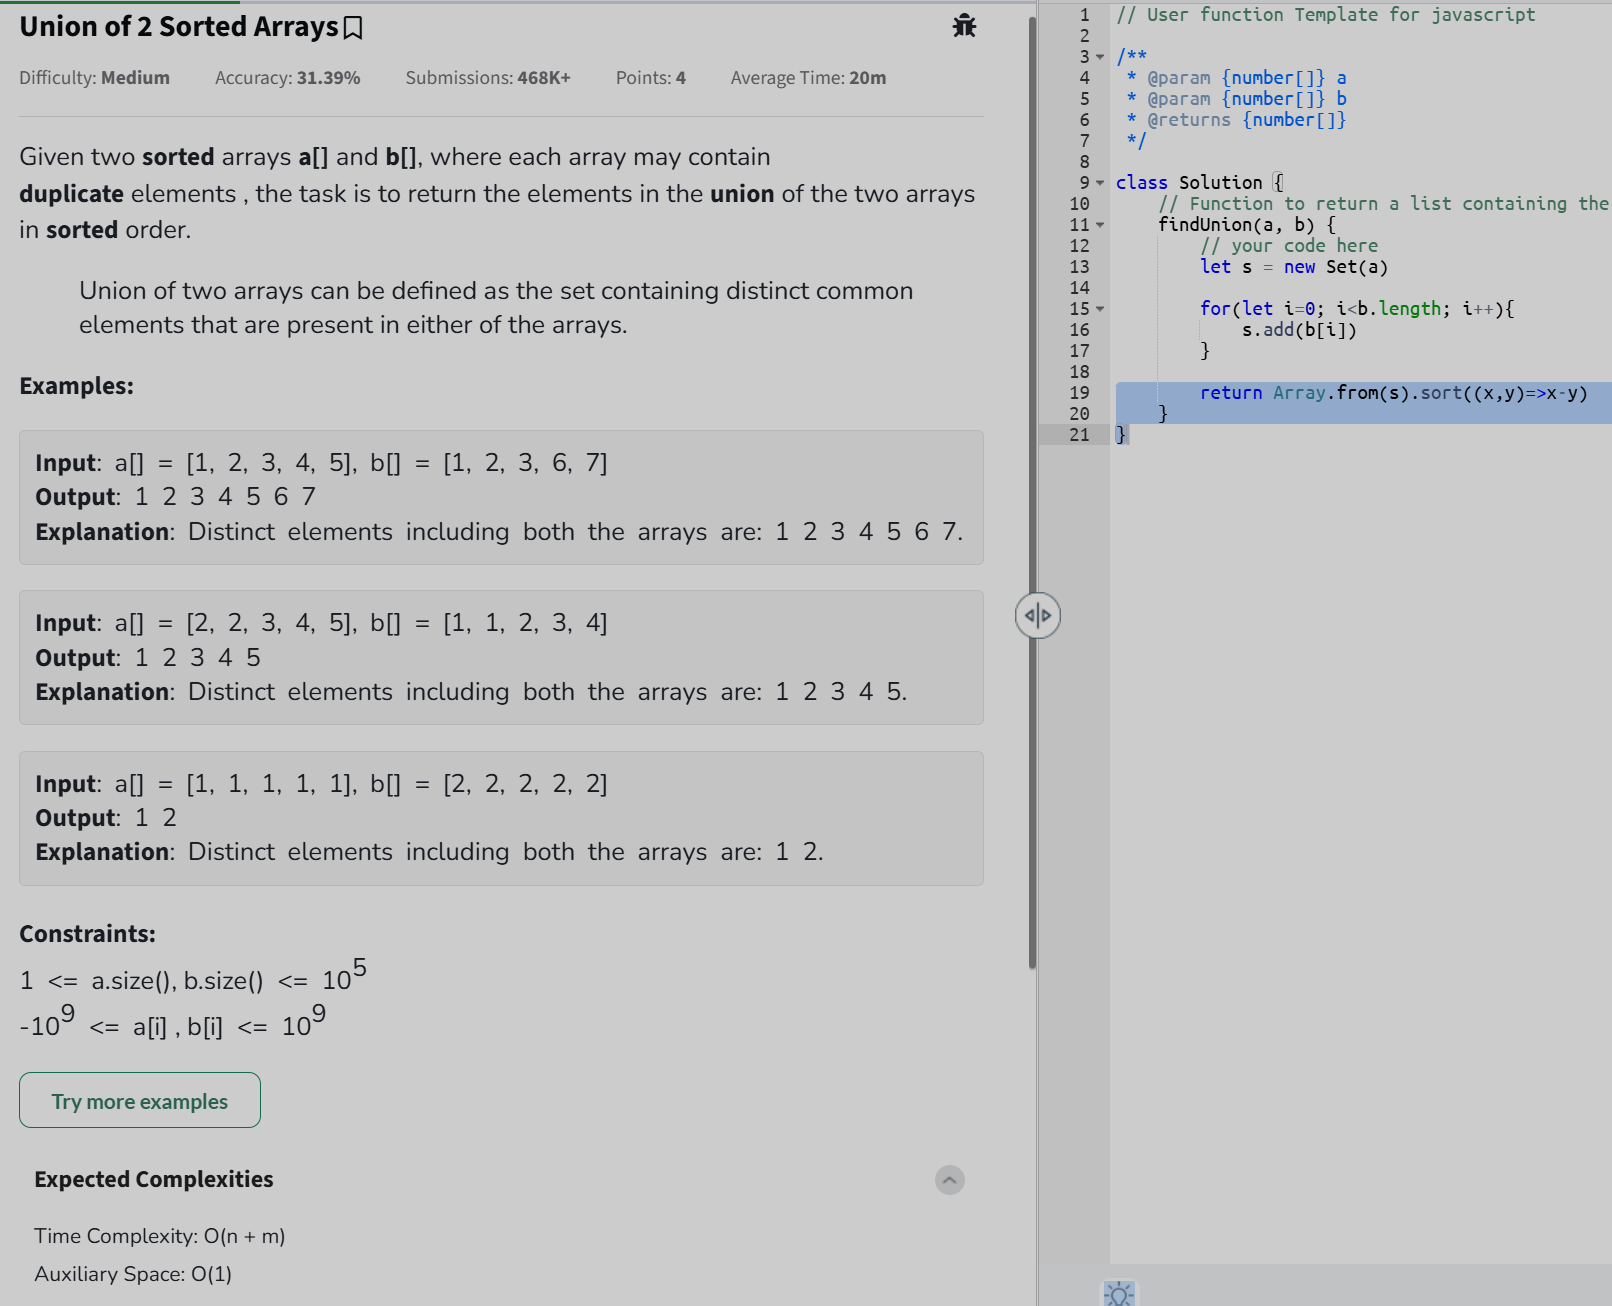 Union of 2 Sorted Arrays
Difficulty: Medium Accuracy: 31.39% Submissions: 468K+ Points: 4 Average Time: 20m
Given two sorted arrays a[] and b[], where each array may contain
duplicate elements , the task is to return the elements in the union of the two arrays
in sorted order.
Union of two arrays can be defined as the set containing distinct common
elements that are present in either of the arrays.
Examples:
Input: a[] = [1, 2, 3, 4, 5], b[] = [1, 2, 3, 6, 7]
Output: 1 2 3 4 5 6 7
Explanation: Distinct elements including both the arrays are: 1 2 3 4 5 6 7.
Input: a[] = [2, 2, 3, 4, 5], b[] = [1, 1, 2, 3, 4]
Output: 1 2 3 4 5
Explanation: Distinct elements including both the arrays are: 1 2 3 4 5.
Input: a[] = [1, 1, 1, 1, 1], b[] = [2, 2, 2, 2, 2]
Output: 1 2
Explanation: Distinct elements including both the arrays are: 1 2.
Constraints:
1 <= a.size(), b.size() <= 10^5
-10^9 <= a[i] , b[i] <= 10^9
Try more examples
Expected Complexities
Time Complexity: O(n + m)
Auxiliary Space: O(1)
1 // User function Template for javascript
2
3 /**
4 * @param {number[]} a
5 * @param {number[]} b
6 * @returns {number[]}
7 */
8
9 class Solution {
10 // Function to return a list containing the
11 findUnion(a, b) {
12 // your code here
13 let s = new Set(a)
14
15 for(let i=0; i<b.length; i++){
16 s.add(b[i])
17 }
18
19 return Array.from(s).sort((x,y)=>x-y)
20 }
21 }